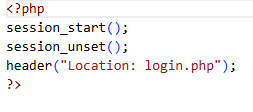 <?php
session_start();
session_unset();
header("Location: login.php");
?>